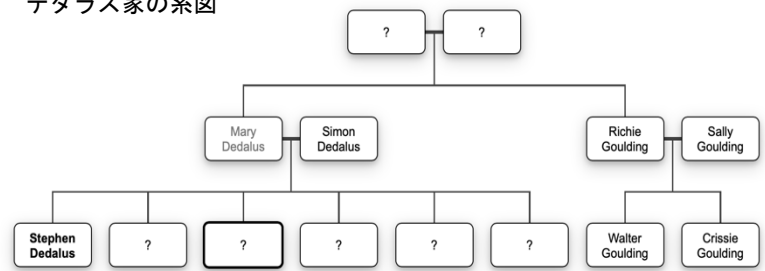 デダラス家の系図
?
?
Mary
Dedalus
Simon
Dedalus
Richie
Goulding
Sally
Goulding
Stephen
Dedalus
?
?
?
?
?
Walter
Goulding
Crissie
Goulding